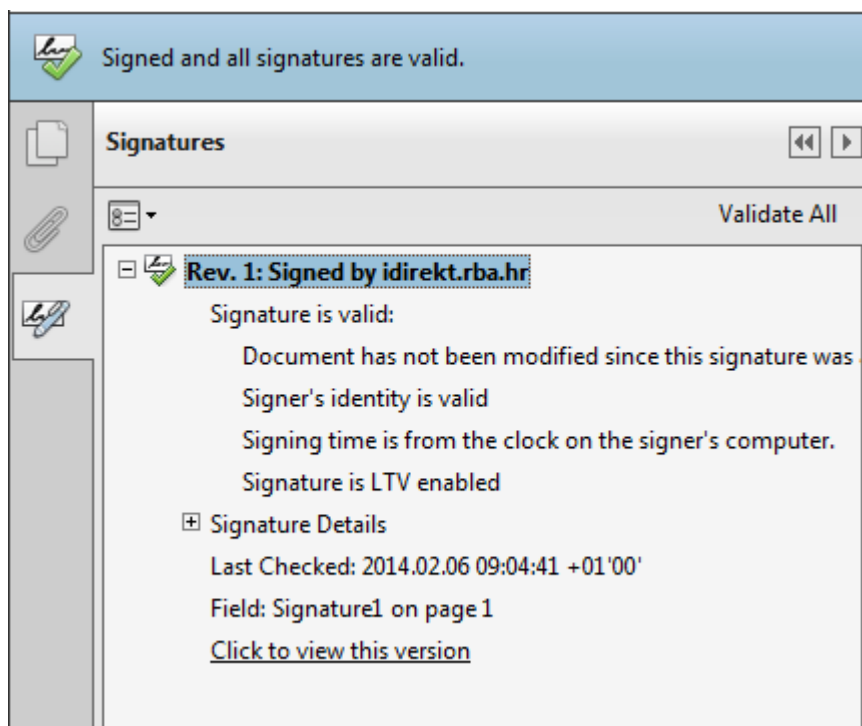 Signed and all signatures are valid.
Signatures
Validate All
Rev. 1: Signed by idirekt.rba.hr
Signature is valid:
Document has not been modified since this signature was
Signer's identity is valid
Signing time is from the clock on the signer's computer.
Signature is LTV enabled
Signature Details
Last Checked: 2014.02.06 09:04:41 +01'00'
Field: Signature1 on page 1
Click to view this version